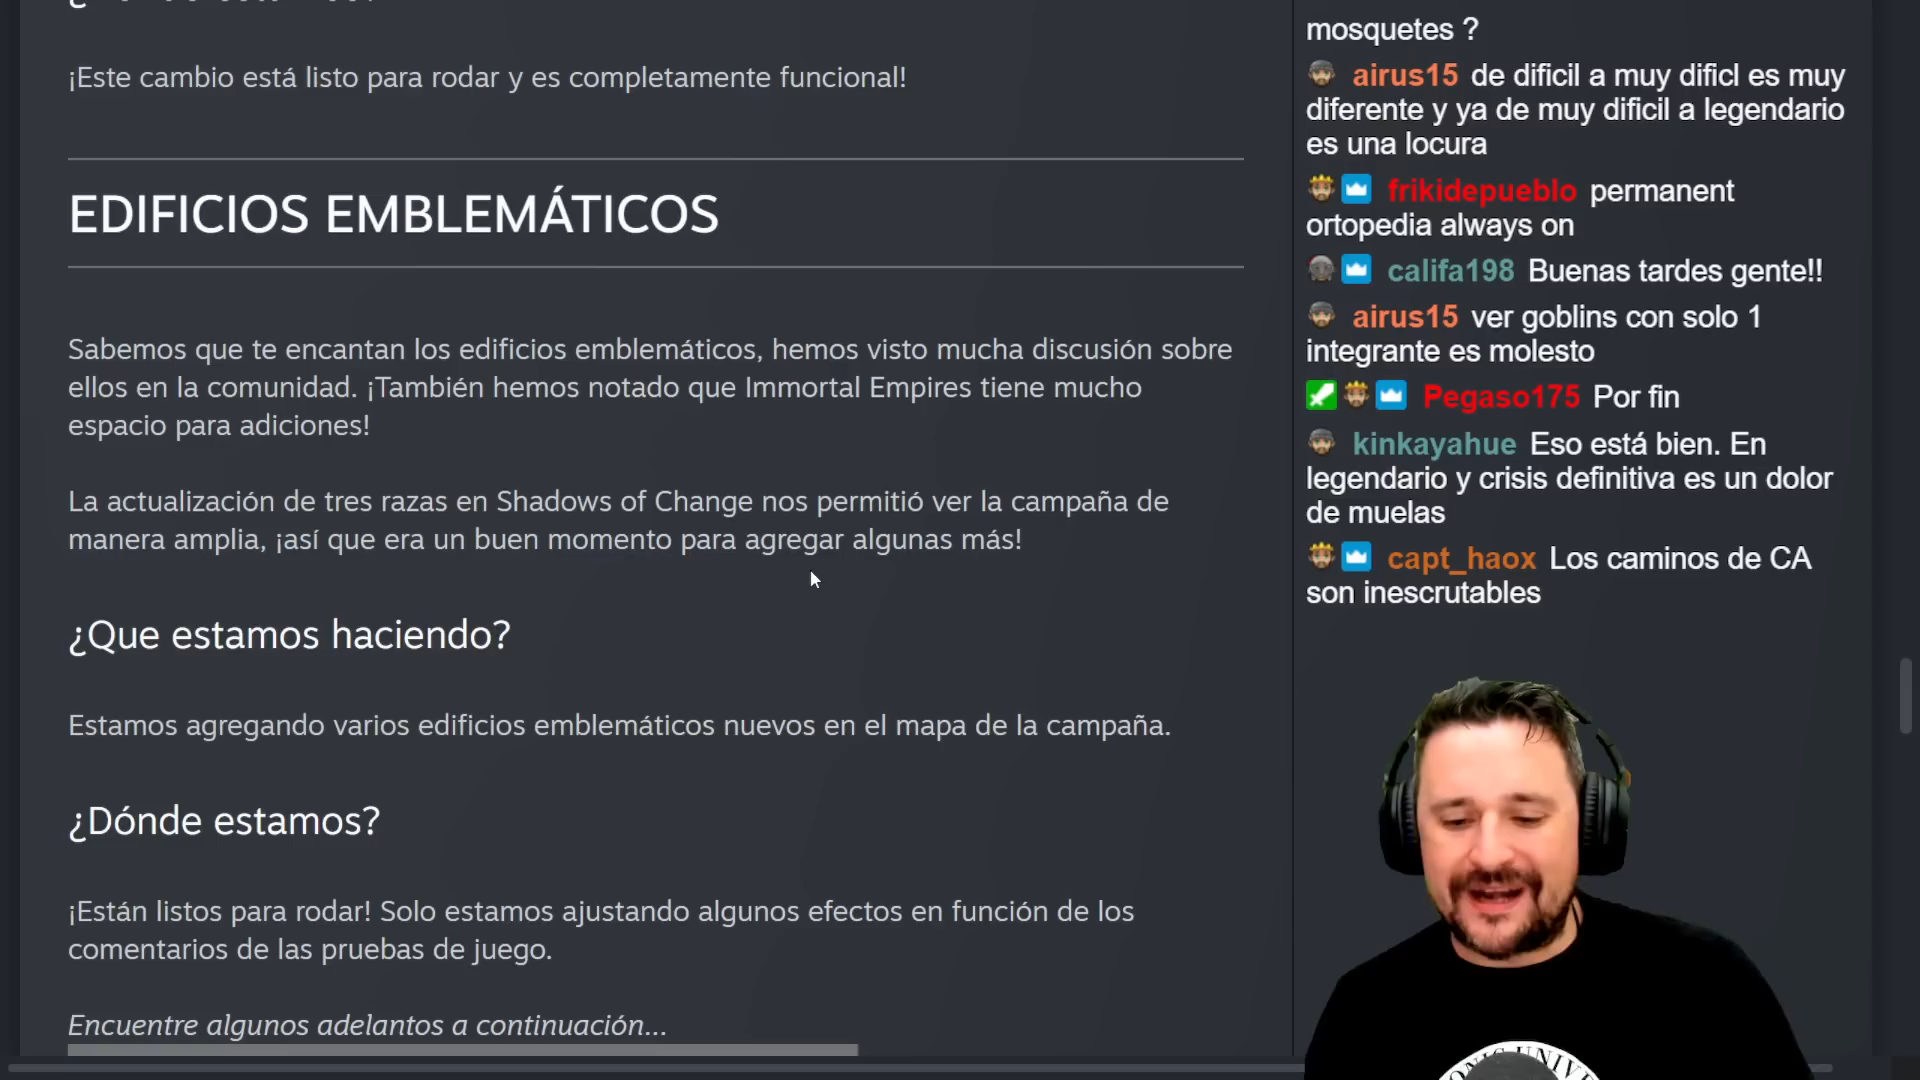 ¡Este cambio está listo para rodar y es completamente funcional!
EDIFICIOS EMBLEMÁTICOS
Sabemos que te encantan los edificios emblemáticos, hemos visto mucha discusión sobre
ellos en la comunidad. ¡También hemos notado que Immortal Empires tiene mucho
espacio para adiciones!
La actualización de tres razas en Shadows of Change nos permitió ver la campaña de
manera amplia, ¡así que era un buen momento para agregar algunas más!
¿Que estamos haciendo?
Estamos agregando varios edificios emblemáticos nuevos en el mapa de la campaña.
¿Dónde estamos?
¡Están listos para rodar! Solo estamos ajustando algunos efectos en función de los
comentarios de las pruebas de juego.
Encuentre algunos adelantos a continuación...
mosquetes ?
airus15 de dificil a muy dificl es muy
diferente y ya de muy dificil a legendario
es una locura
frikidepueblo permanent
ortopedia always on
califa198 Buenas tardes gente!!
airus15 ver goblins con solo 1
integrante es molesto
Pegaso175 Por fin
kinkayahue Eso está bien. En
legendario y crisis definitiva es un dolor
de muelas
capt_haox Los caminos de CA
son inescrutables